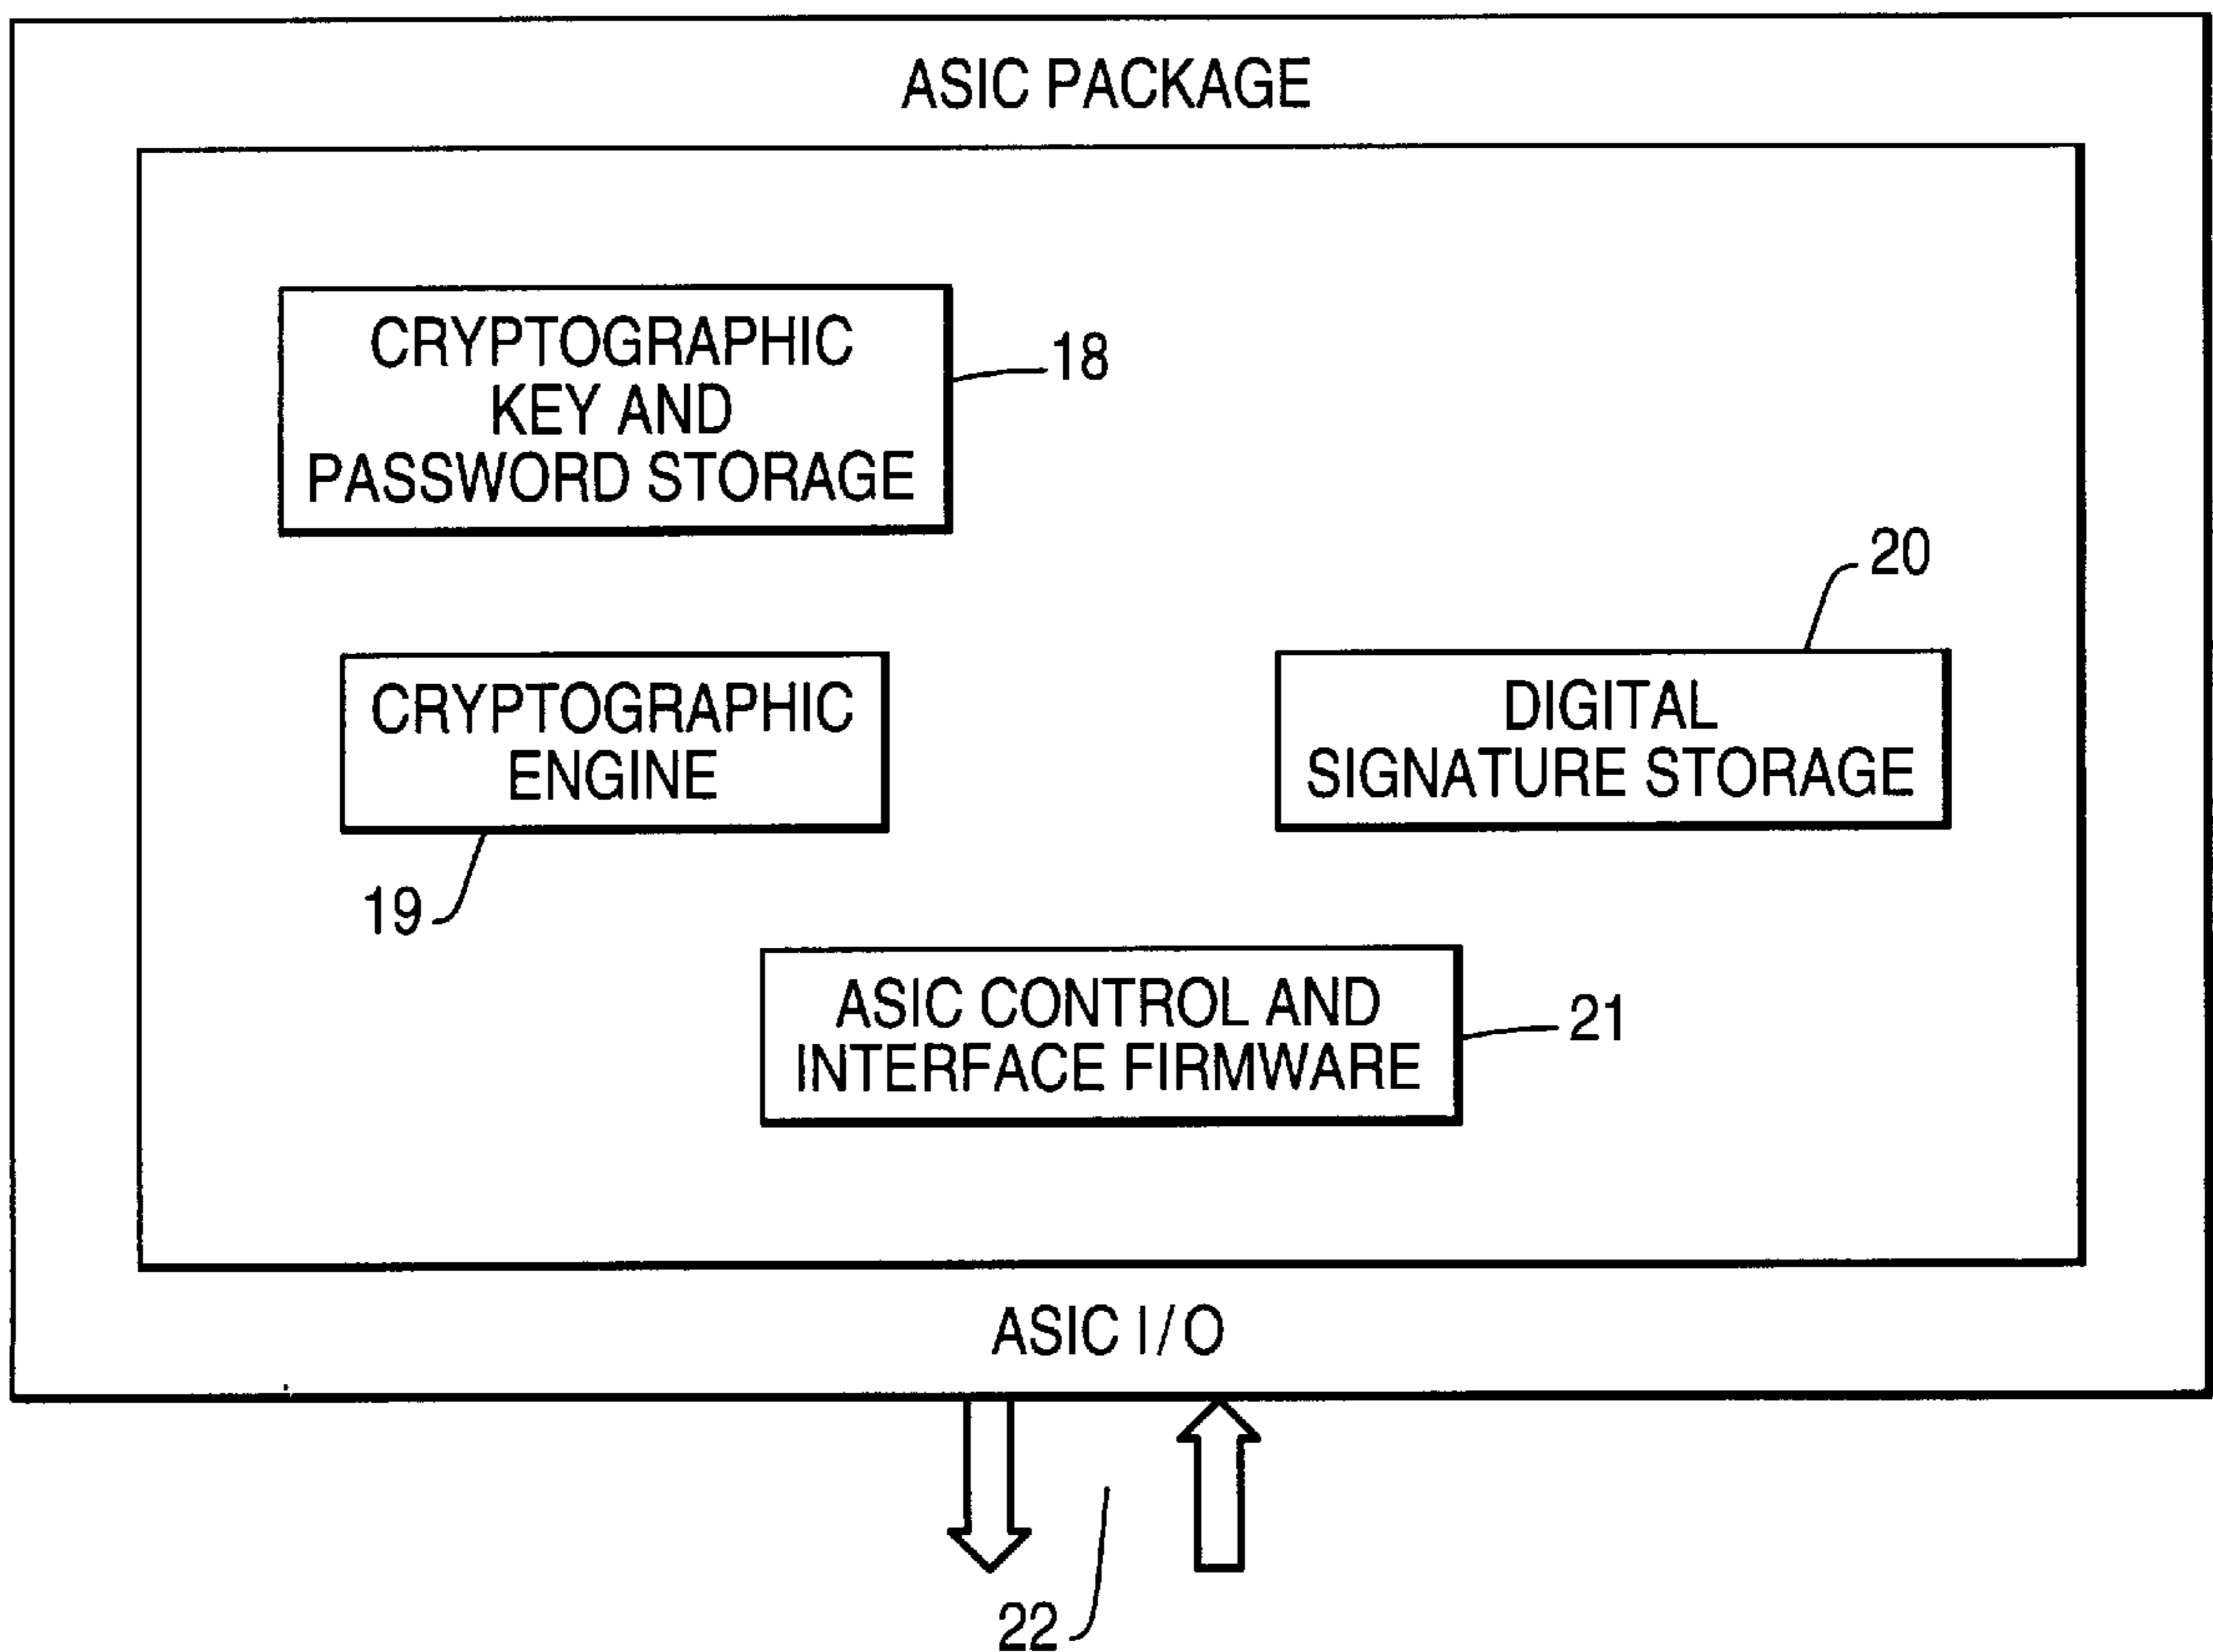 ASIC PACKAGE
CRYPTOGRAPHIC
KEY AND
PASSWORD STORAGE
18
20
CRYPTOGRAPHIC
ENGINE
DIGITAL
SIGNATURE STORAGE
19
ASIC CONTROL AND
INTERFACE FIRMWARE
21
ASIC I/O
22